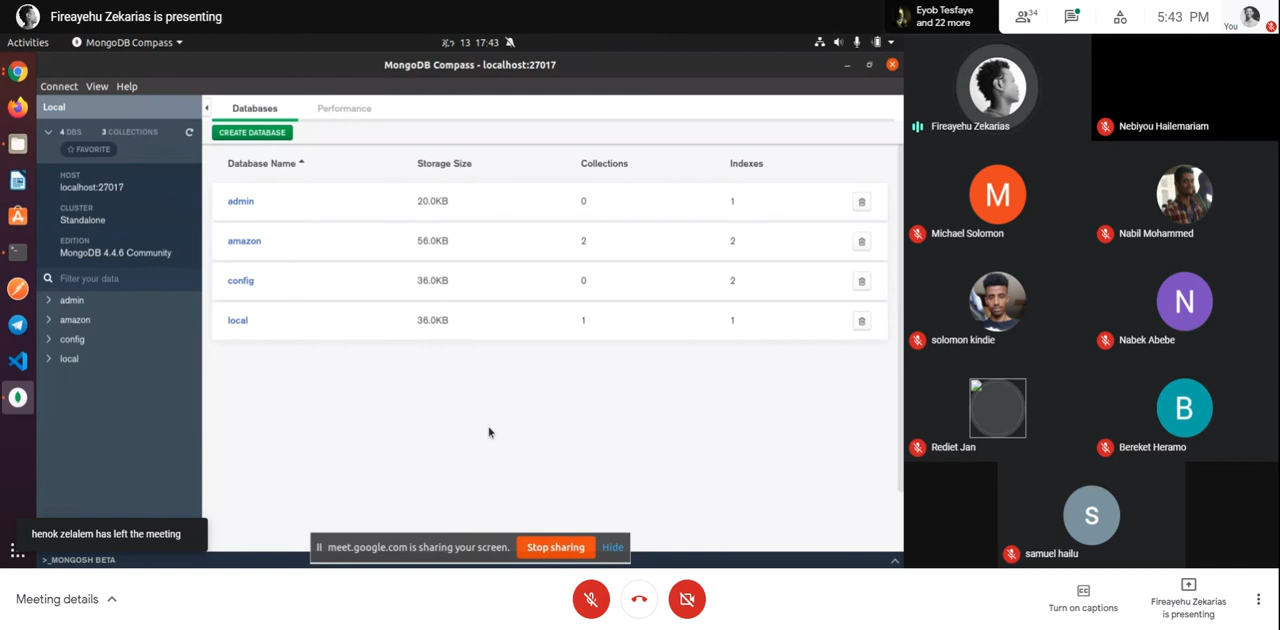 Fireayehu Zekarias is presenting
Eyob Tesfaye
and 22 more
34
5:43 PM
You
Activities
MongoDB Compass
17:43
MongoDB Compass - localhost:27017
Connect View Help
Local
4 DBS 3 COLLECTIONS
FAVORITE
HOST
localhost:27017
CLUSTER
Standalone
EDITION
MongoDB 4.4.6 Community
Filter your data
admin
amazon
config
local
>_MONGOSH BETA
Databases Performance
CREATE DATABASE
Database Name Storage Size Collections Indexes
admin 20.0KB 0 1
amazon 56.0KB 2 2
config 36.0KB 0 2
local 36.0KB 1 1
henok zelalem has left the meeting
meet.google.com is sharing your screen. Stop sharing Hide
Fireayehu Zekarias
Nebiyou Hailemariam
M
Michael Solomon
Nabil Mohammed
solomon kindie
N
Nabek Abebe
Rediet Jan
B
Bereket Heramo
S
samuel hailu
Meeting details
Turn on captions
Fireayehu Zekarias
is presenting